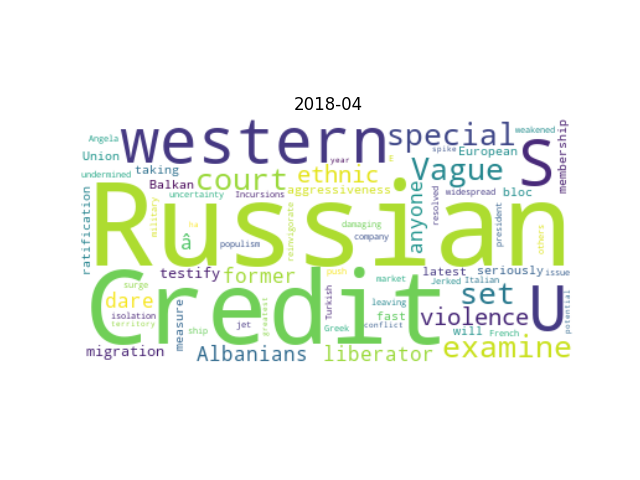 2018-04
Russian
Credit
western
U
S
special
Vague
court
set
examine
ethnic
violence
Albanians
liberator
former
dare
anyone
migration
testify
â
Balkan
Union
taking
European
bloc
membership
ratification
aggressiveness
seriously
latest
will
fast
measure
Angela
undermined
uncertainty
Incursions
year
E
spike
weakened
widespread
resolved
president
others
military
ha
populism
reinvigorate
damaging
company
push
market
Jerked
Italian
issue
potential
surge
isolation
territory
ship
jet
greatest
Turkish
Greek
conflict
leaving
French